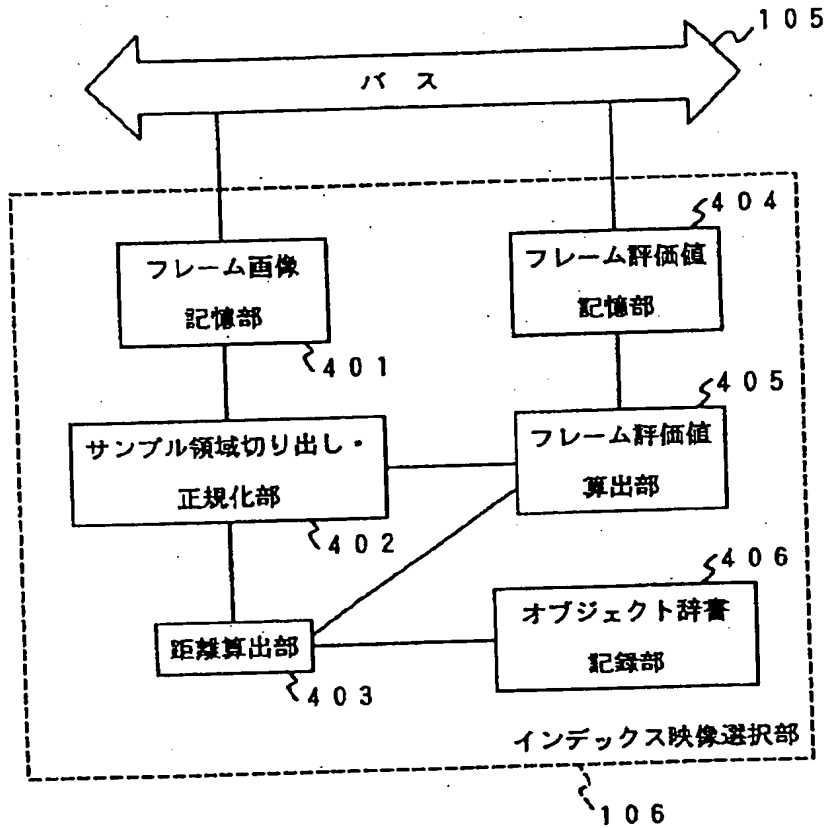 105
バス
404
フレーム画像
記憶部
フレーム評価値
記憶部
401
405
サンプル領域切り出し・
正規化部
フレーム評価値
算出部
402
406
距離算出部
オブジェクト辞書
記録部
403
インデックス映像選択部
106